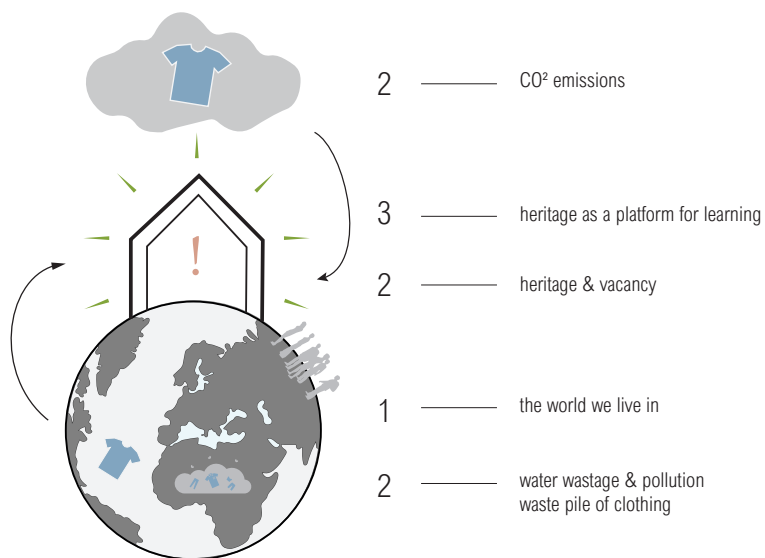 2 CO² emissions
!
3 heritage as a platform for learning
2 heritage & vacancy
1 the world we live in
2 water wastage & pollution
waste pile of clothing